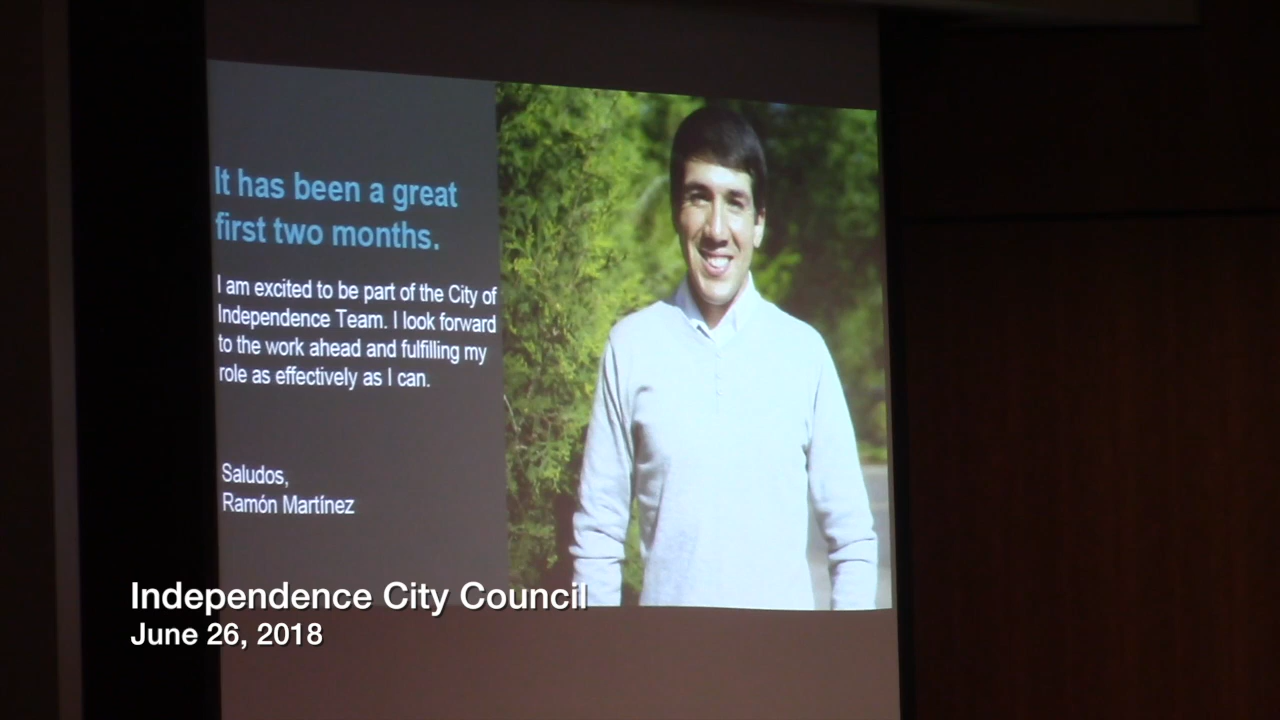 It has been a great
first two months.
I am excited to be part of the City of
Independence Team. I look forward
to the work ahead and fulfilling my
role as effectively as I can.
Saludos,
Ramón Martínez
Independence City Council
June 26, 2018